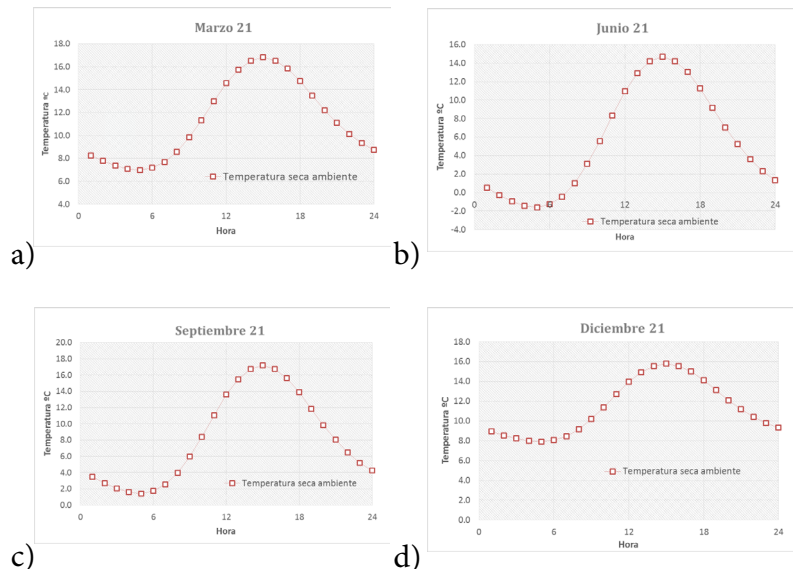 Marzo 21
18.0
16.0
14.0
12.0
10.0
8.0
6.0
4.0
Temperatura ºC
Temperatura seca ambiente
0 6 12 18 24
Hora
a)
Junio 21
16.0
14.0
12.0
10.0
8.0
6.0
4.0
2.0
0.0
-2.0
-4.0
Temperatura ºC
0 6 12 18 24
Temperatura seca ambiente
Hora
b)
Septiembre 21
20.0
18.0
16.0
14.0
12.0
10.0
8.0
6.0
4.0
2.0
0.0
Temperatura ºC
Temperatura seca ambiente
0 6 12 18 24
Hora
c)
Diciembre 21
18.0
16.0
14.0
12.0
10.0
8.0
6.0
4.0
2.0
0.0
Temperatura ºC
Temperatura seca ambiente
0 6 12 18 24
Hora
d)